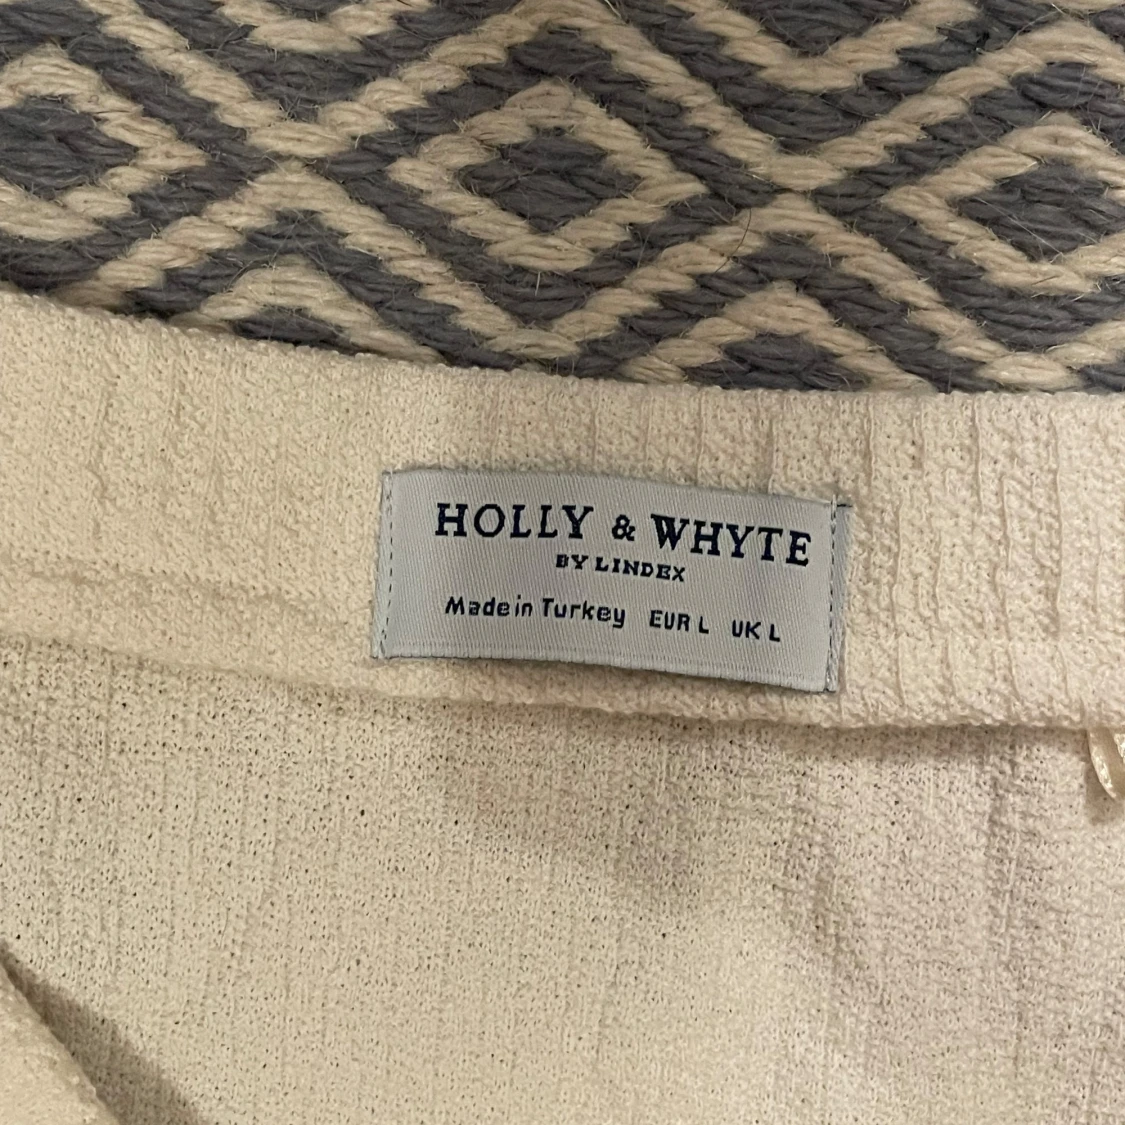 HOLLY & WHYTE
BY LINDEX
Made in Turkey EUR L UK L